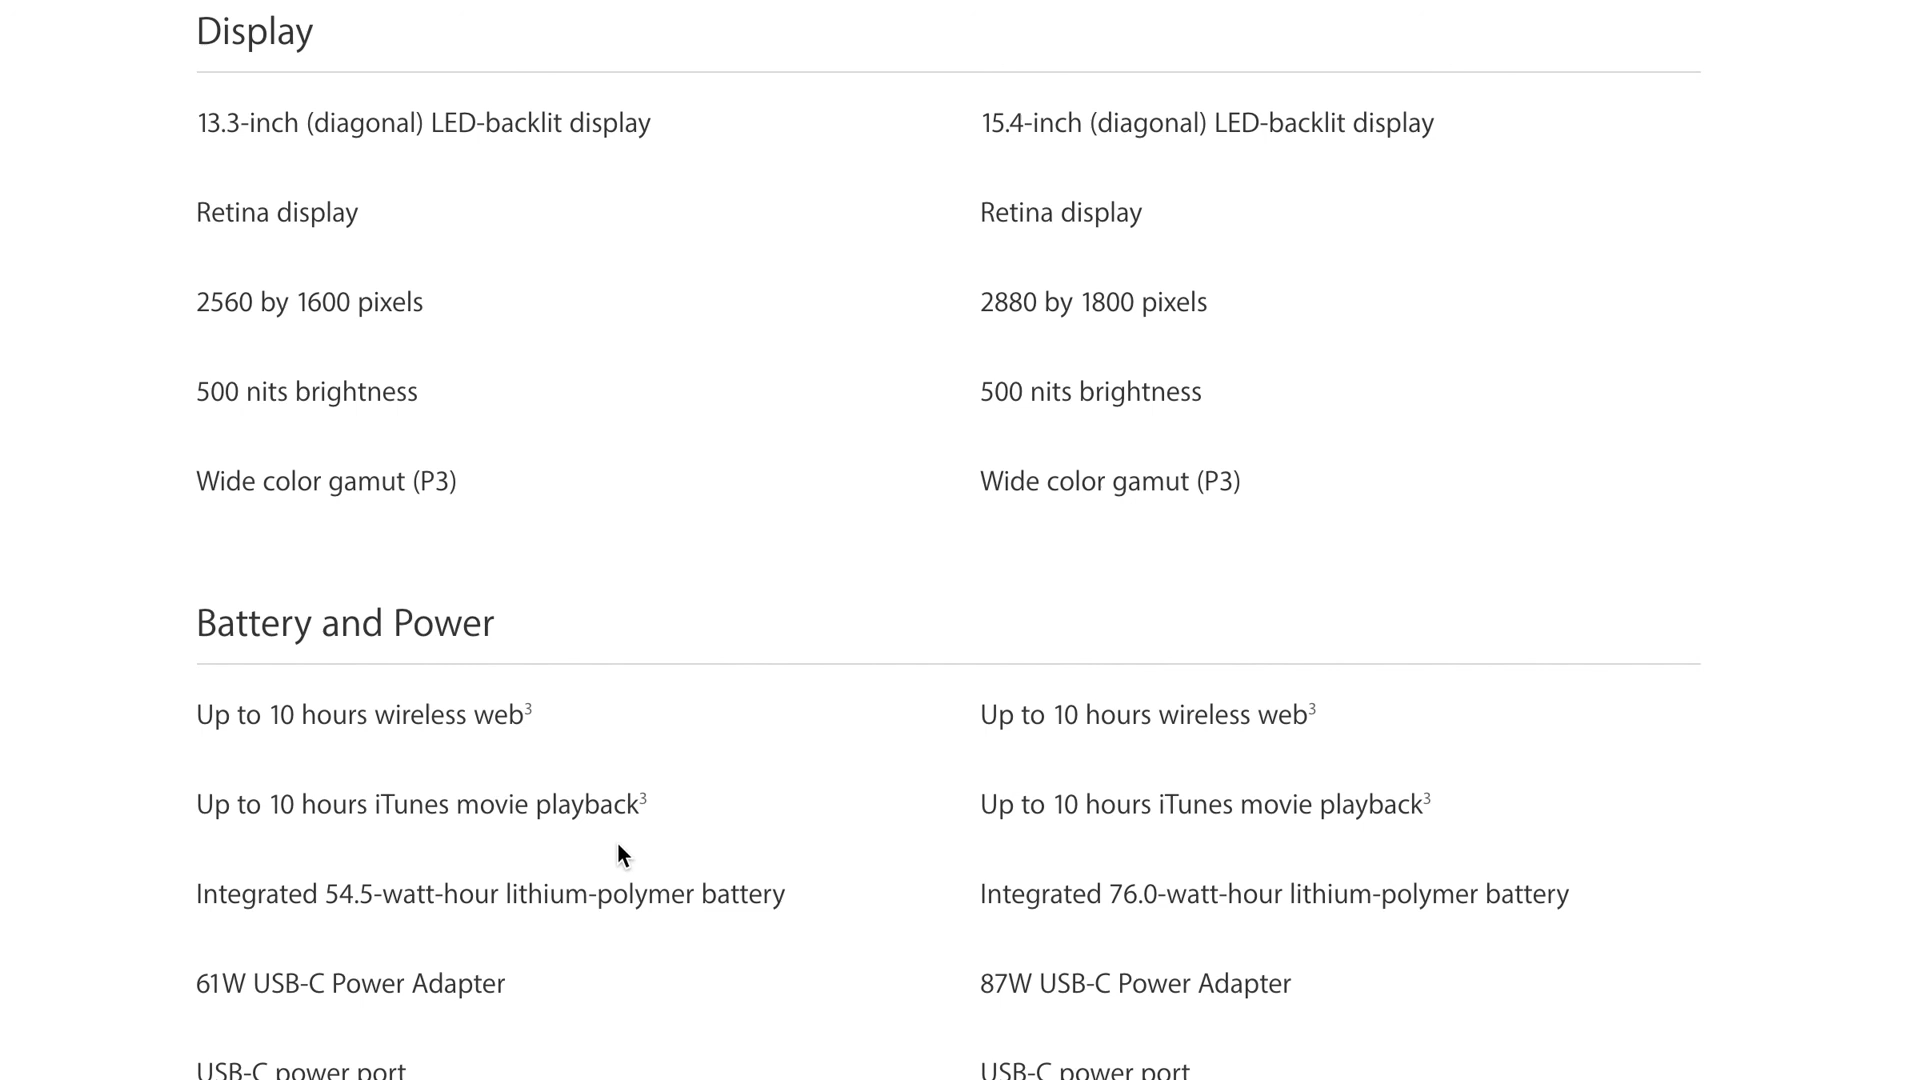 Display
13.3-inch (diagonal) LED-backlit display
15.4-inch (diagonal) LED-backlit display
Retina display
Retina display
2560 by 1600 pixels
2880 by 1800 pixels
500 nits brightness
500 nits brightness
Wide color gamut (P3)
Wide color gamut (P3)
Battery and Power
Up to 10 hours wireless web³
Up to 10 hours wireless web³
Up to 10 hours iTunes movie playback³
Up to 10 hours iTunes movie playback³
Integrated 54.5-watt-hour lithium-polymer battery
Integrated 76.0-watt-hour lithium-polymer battery
61W USB-C Power Adapter
87W USB-C Power Adapter
USB-C power port
USB-C power port